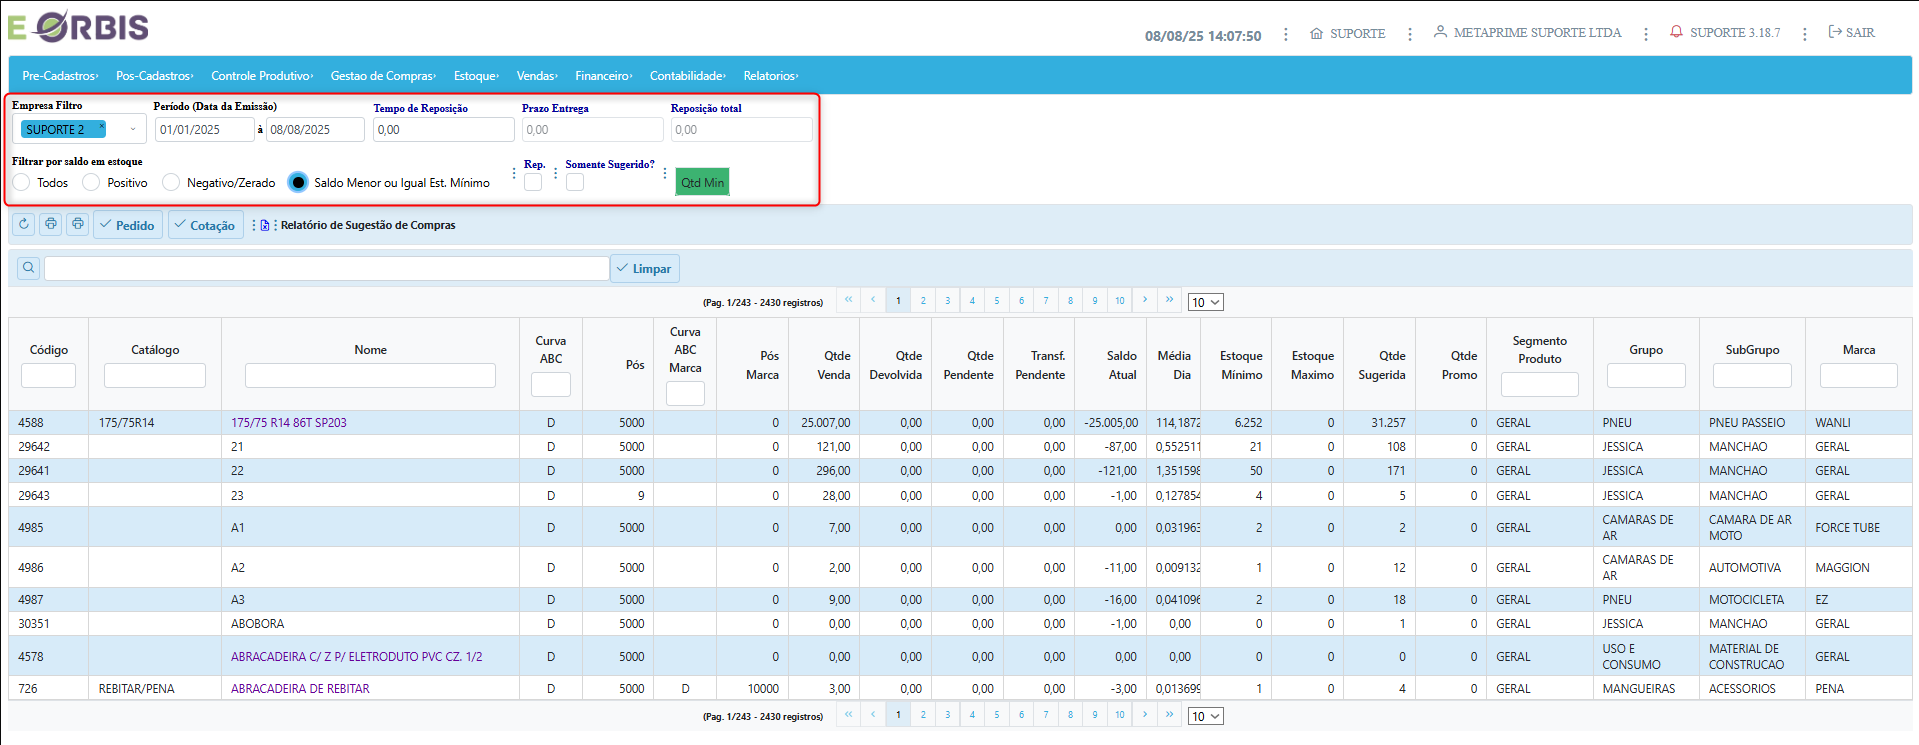 E ORBIS
08/08/25 14:07:50 SUPORTE METAPRIME SUPORTE LTDA SUPORTE 3.18.7 SAIR
Pre-Cadastros Pos-Cadastros Controle Produtivo Gestao de Compras Estoque Vendas Financeiro Contabilidade Relatorios
Empresa Filtro Período (Data da Emissão) Tempo de Reposição Prazo Entrega Reposição total
SUPORTE 2 × 01/01/2025 à 08/08/2025 0,00 0,00 0,00
Filtrar por saldo em estoque Rep. Somente Sugerido?
Todos Positivo Negativo/Zerado Saldo Menor ou Igual Est. Mínimo Qtd Min
Pedido Cotação Relatório de Sugestão de Compras
Limpar
(Pag. 1/243 - 2430 registros) 1 2 3 4 5 6 7 8 9 10 10
Código Catálogo Nome Curva ABC Pós Curva ABC Marca Pós Marca Qtde Venda Qtde Devolvida Qtde Pendente Transf. Pendente Saldo Atual Média Dia Estoque Mínimo Estoque Maximo Qtde Sugerida Qtde Promo Segmento Produto Grupo SubGrupo Marca
4588 175/75R14 175/75 R14 86T SP203 D 5000 0 25.007,00 0,00 0,00 0,00 -25.005,00 114,1872 6.252 0 31.257 0 GERAL PNEU PNEU PASSEIO WANLI
29642 21 D 5000 0 121,00 0,00 0,00 0,00 -87,00 0,552511 21 0 108 0 GERAL JESSICA MANCHAO GERAL
29641 22 D 5000 0 296,00 0,00 0,00 0,00 -121,00 1,351598 50 0 171 0 GERAL JESSICA MANCHAO GERAL
29643 23 D 9 0 28,00 0,00 0,00 0,00 -1,00 0,127854 4 0 5 0 GERAL JESSICA MANCHAO GERAL
4985 A1 D 5000 0 7,00 0,00 0,00 0,00 0,00 0,031963 2 0 2 0 GERAL CAMARAS DE AR CAMARA DE AR MOTO FORCE TUBE
4986 A2 D 5000 0 2,00 0,00 0,00 0,00 -11,00 0,009132 1 0 12 0 GERAL CAMARAS DE AR AUTOMOTIVA MAGGION
4987 A3 D 5000 0 9,00 0,00 0,00 0,00 -16,00 0,041096 2 0 18 0 GERAL PNEU MOTOCICLETA EZ
30351 ABOBORA D 5000 0 0,00 0,00 0,00 0,00 -1,00 0,00 0 0 1 0 GERAL JESSICA MANCHAO GERAL
4578 ABRACADEIRA C/ Z P/ ELETRODUTO PVC CZ. 1/2 D 5000 0 0,00 0,00 0,00 0,00 0,00 0,00 0 0 0 0 GERAL USO E CONSUMO MATERIAL DE CONSTRUCAO GERAL
726 REBITAR/PENA ABRACADEIRA DE REBITAR D 5000 D 10000 3,00 0,00 0,00 0,00 -3,00 0,013699 1 0 4 0 GERAL MANGUEIRAS ACESSORIOS PENA
(Pag. 1/243 - 2430 registros) 1 2 3 4 5 6 7 8 9 10 10